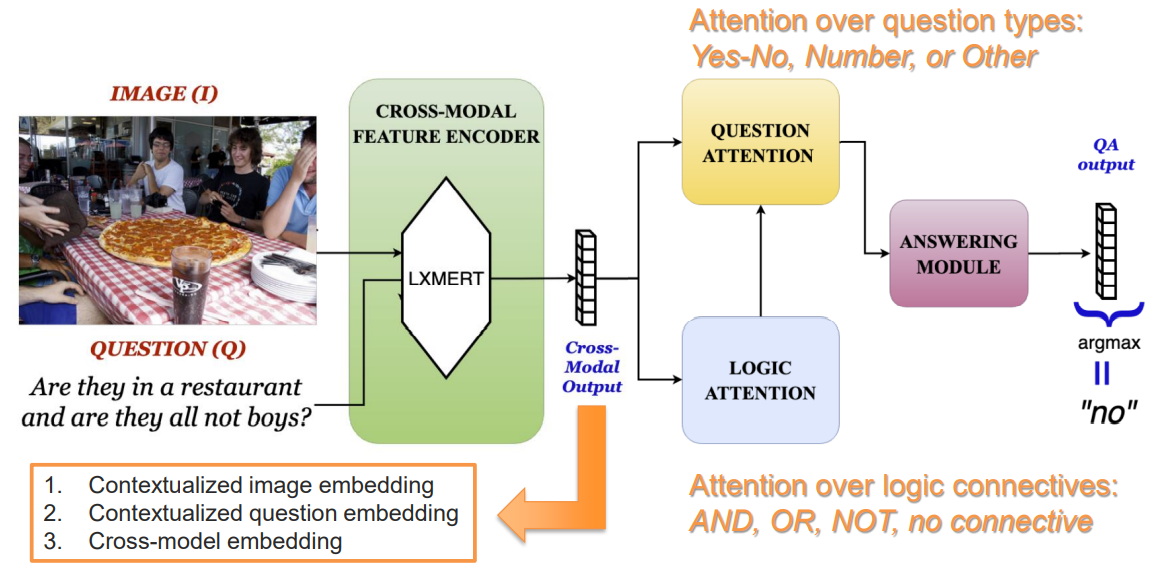 Attention over question types:
Yes-No, Number, or Other
IMAGE (I)
CROSS-MODAL
FEATURE ENCODER
LXMERT
QUESTION (Q)
Are they in a restaurant
and are they all not boys?
Cross-
Modal
Output
QUESTION
ATTENTION
LOGIC
ATTENTION
ANSWERING
MODULE
QA
output
argmax
"no"
1. Contextualized image embedding
2. Contextualized question embedding
3. Cross-model embedding
Attention over logic connectives:
AND, OR, NOT, no connective